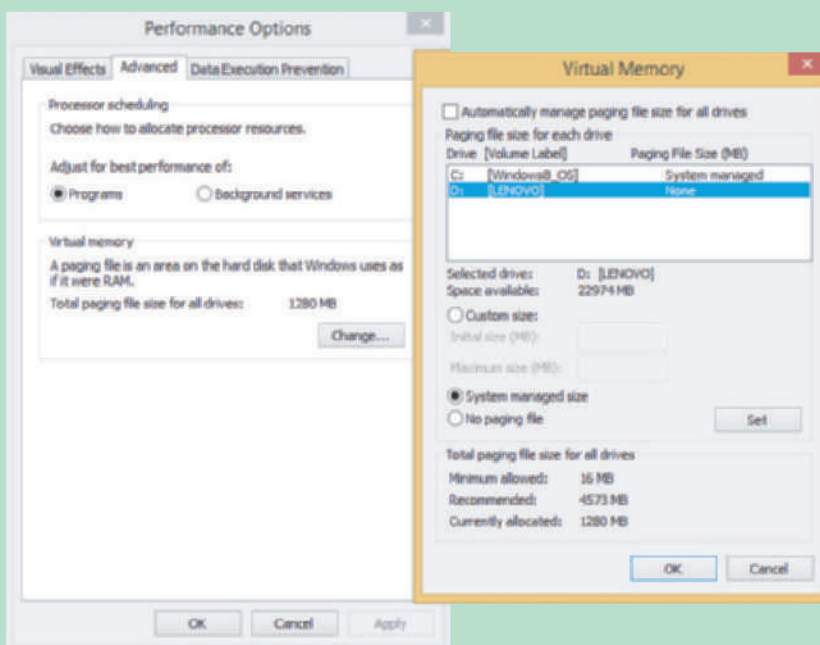 Performance Options
Visual Effects Advanced Data Execution Prevention
Processor scheduling
Choose how to allocate processor resources.
Adjust for best performance of:
Programs Background services
Virtual memory
A paging file is an area on the hard disk that Windows uses as
if it were RAM.
Total paging file size for all drives: 1280 MB
Change...
OK Cancel Apply
Virtual Memory
Automatically manage paging file size for all drives
Paging file size for each drive
Drive [Volume Label] Paging File Size (MB)
C: [Windows8_OS] System managed
D: [LENOVO] None
Selected drive: D: [LENOVO]
Space available: 22974 MB
Custom size:
Initial size (MB):
Maximum size (MB):
System managed size
No paging file Set
Total paging file size for all drives
Minimum allowed: 16 MB
Recommended: 4573 MB
Currently allocated: 1280 MB
OK Cancel